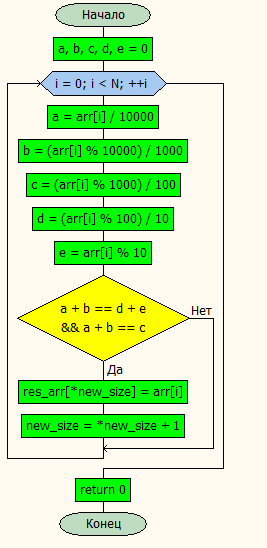 Начало
a, b, c, d, e = 0
i = 0; i < N; ++i
a = arr[i] / 10000
b = (arr[i] % 10000) / 1000
c = (arr[i] % 1000) / 100
d = (arr[i] % 100) / 10
e = arr[i] % 10
a + b == d + e
&& a + b == c
Нет
Да
res_arr[*new_size] = arr[i]
new_size = *new_size + 1
return 0
Конец